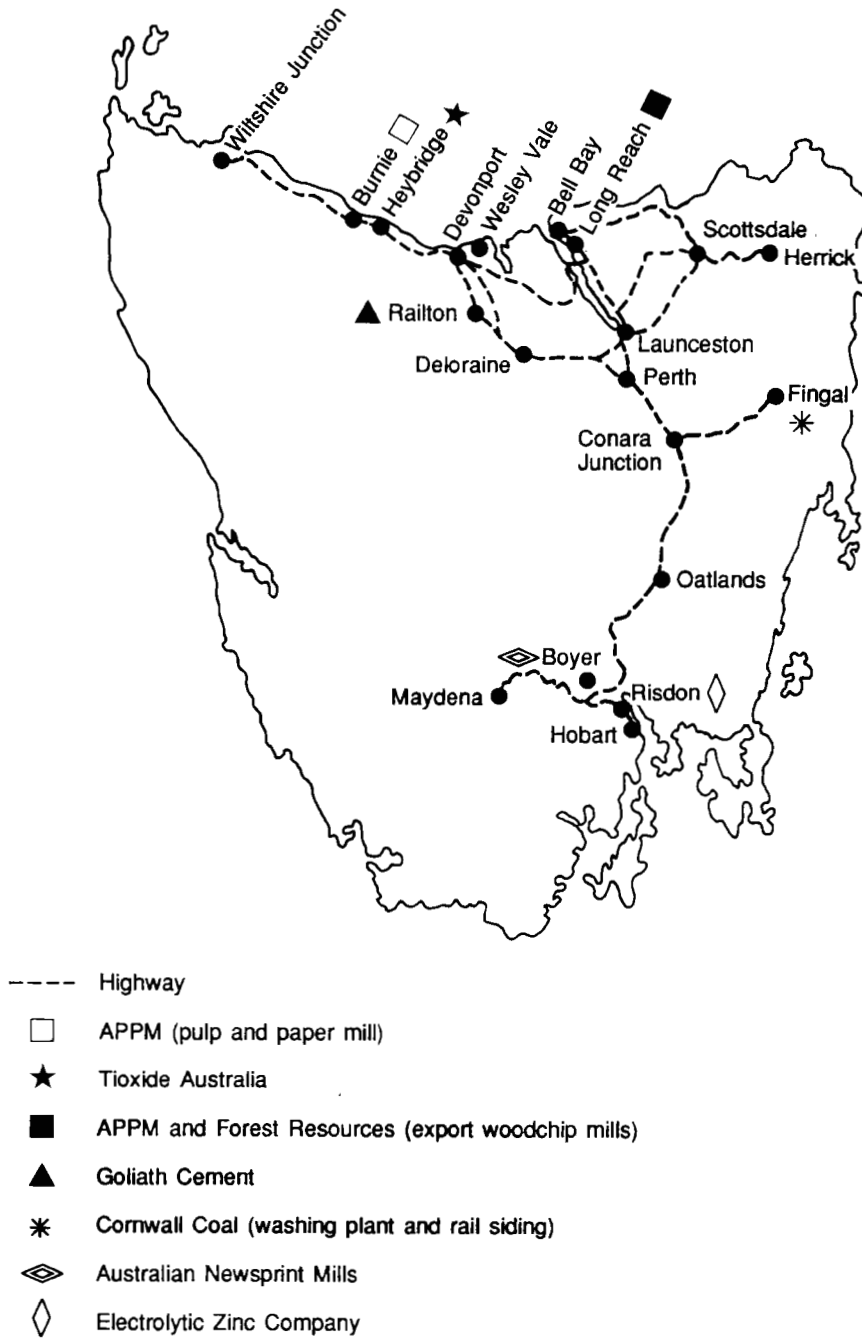 Wiltshire Junction
Burnie
Heybridge
Devonport
Wesley Vale
Bell Bay
Long Reach
Scottsdale
Herrick
Railton
Launceston
Deloraine
Perth
Fingal
Conara
Junction
Oatlands
Boyer
Maydena
Risdon
Hobart
Highway
APPM (pulp and paper mill)
Tioxide Australia
APPM and Forest Resources (export woodchip mills)
Goliath Cement
Cornwall Coal (washing plant and rail siding)
Australian Newsprint Mills
Electrolytic Zinc Company